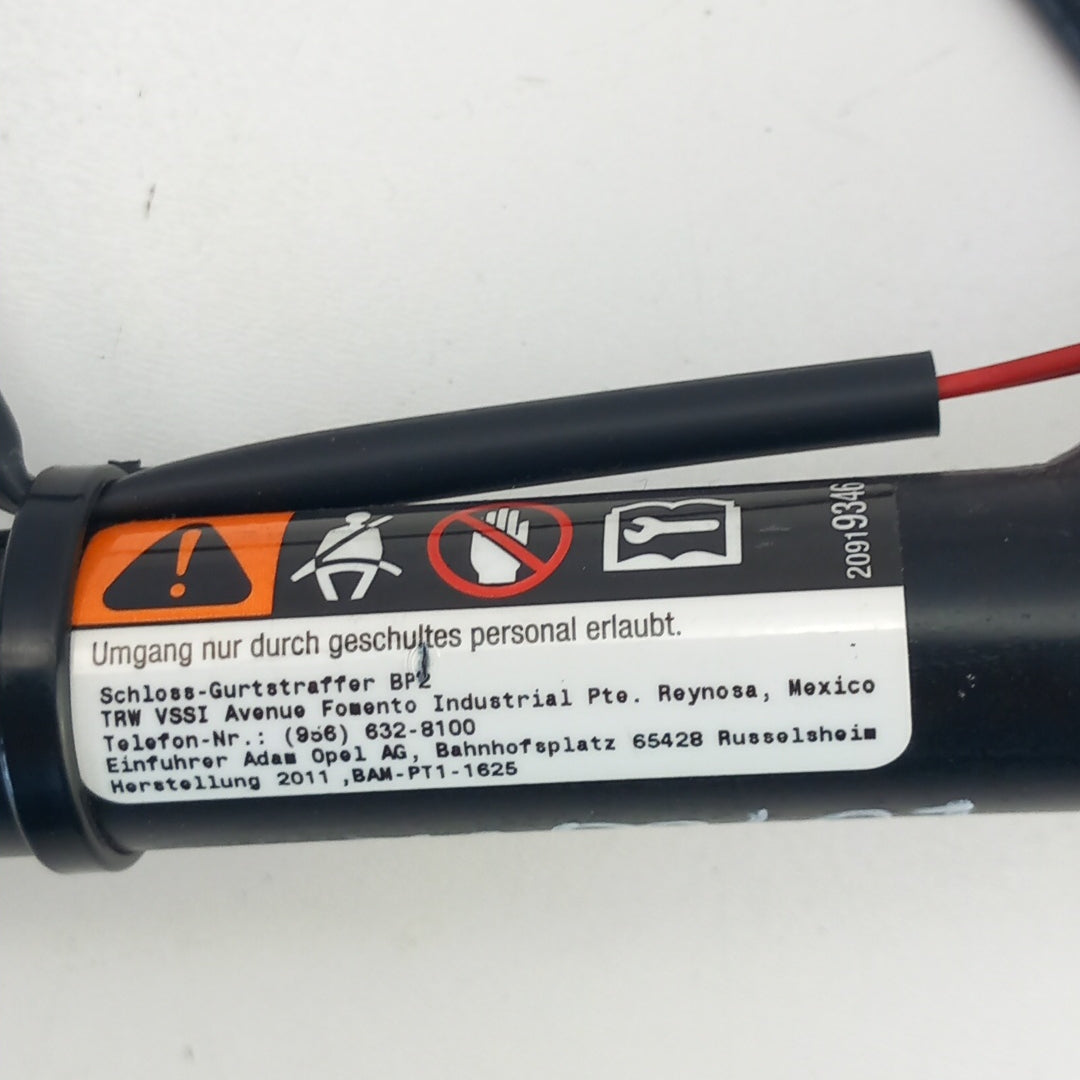 20919346
Umgang nur durch geschultes personal erlaubt.
Schloss-Gurtstraffer BP2
TRW VSSI Avenue Fomento Industrial Pte. Reynosa, Mexico
Telefon-Nr.: (956) 632-8100
Einfuhrer Adam Opel AG, Bahnhofsplatz 65428 Russelsheim
Herstellung 2011 ,BAM-PT1-1625